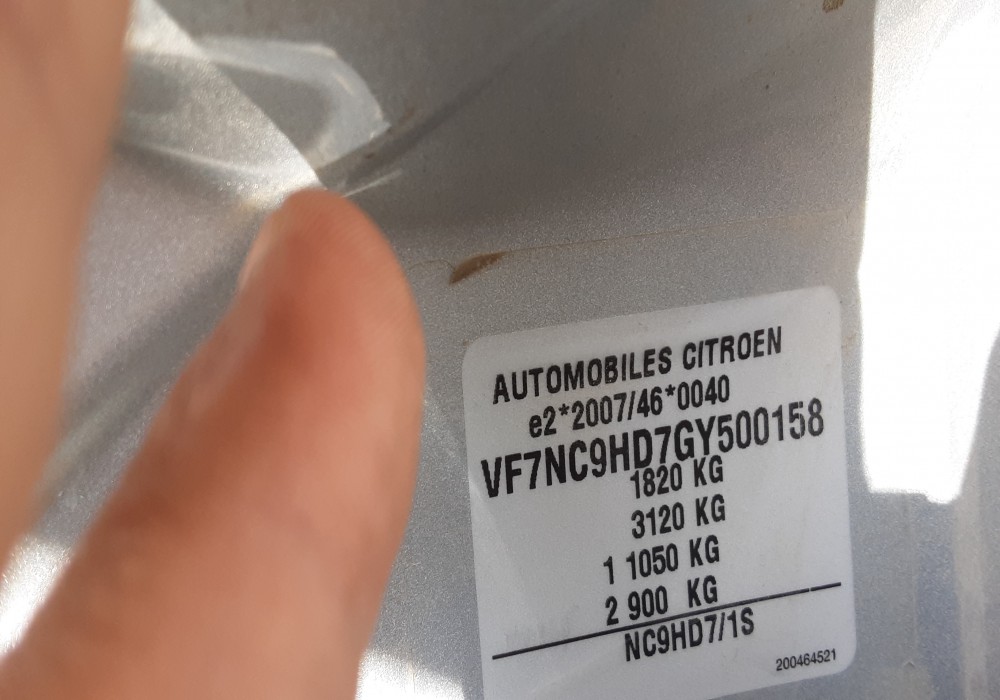 AUTOMOBILES CITROEN
e2*2007/46*0040
VF7NC9HD7GY500158
1820 KG
3120 KG
1 1050 KG
2 900 KG
NC9HD7/1S
200464521